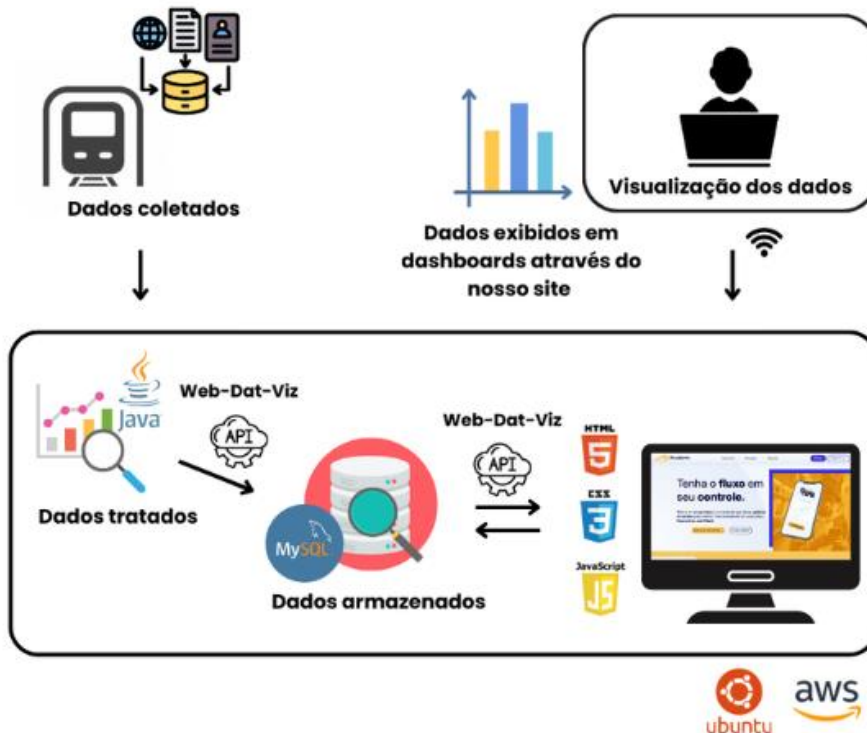 Dados coletados
Visualização dos dados
Dados exibidos em
dashboards através do
nosso site
Java
Web-Dat-Viz
API
Dados tratados
MySQL
Dados armazenados
Web-Dat-Viz
API
HTML
5
CSS
3
JavaScript
JS
Tenha o fluxo em
seu controle.
ubuntu
aws